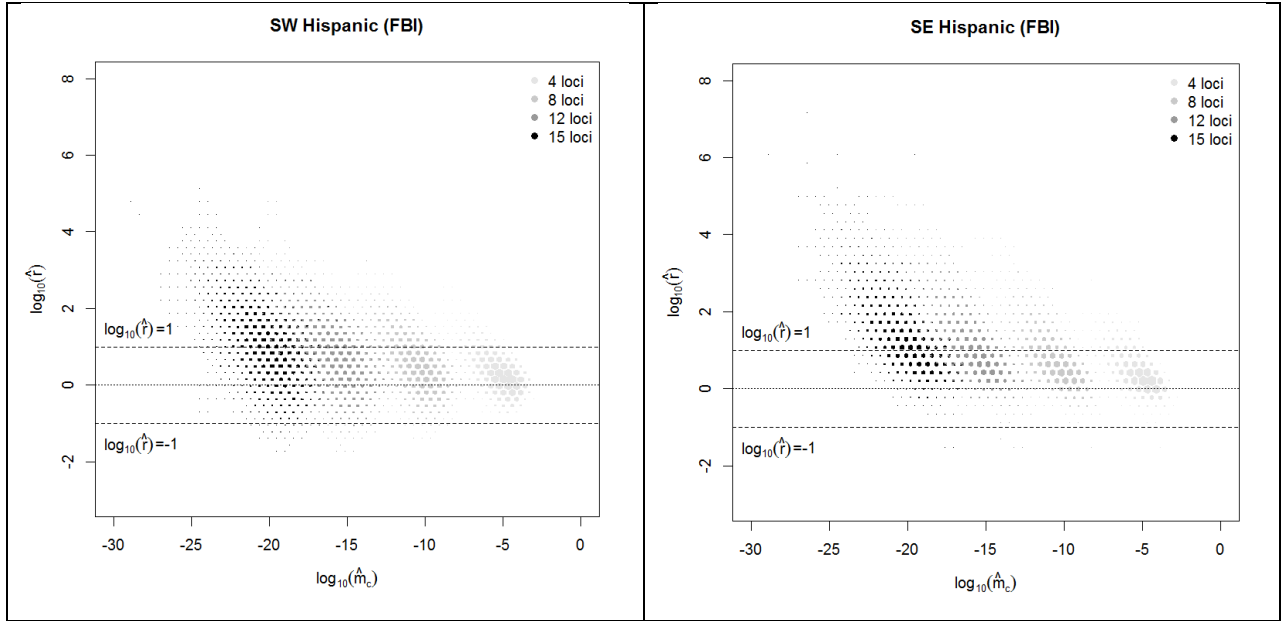 SW Hispanic (FBI)
8
6
4
2
0
-2
log10(r̂)
4 loci
8 loci
12 loci
15 loci
log10(r̂)=1
log10(r̂)=-1
-30 -25 -20 -15 -10 -5 0
log10(m̂c)
SE Hispanic (FBI)
8
6
4
2
0
-2
log10(r̂)
4 loci
8 loci
12 loci
15 loci
log10(r̂)=1
log10(r̂)=-1
-30 -25 -20 -15 -10 -5 0
log10(m̂c)